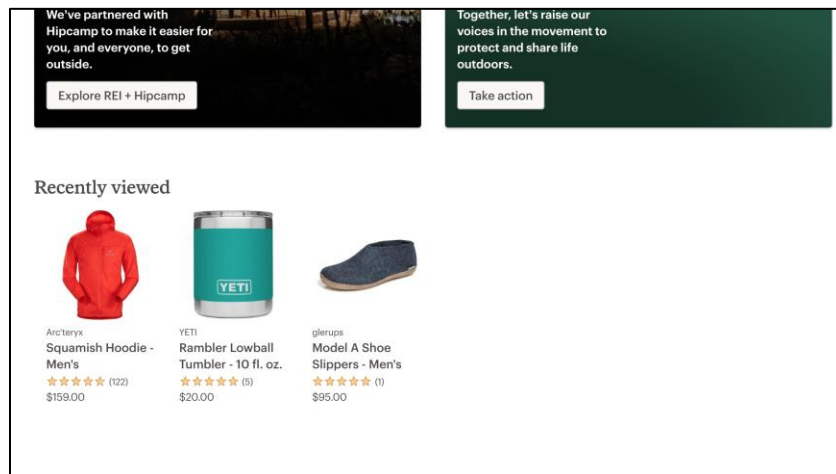 We've partnered with
Hipcamp to make it easier for
you, and everyone, to get
outside.
Explore REI + Hipcamp
Together, let's raise our
voices in the movement to
protect and share life
outdoors.
Take action
Recently viewed
YETI
Arc'teryx
Squamish Hoodie -
Men's
(122)
$159.00
YETI
Rambler Lowball
Tumbler - 10 fl. oz.
(5)
$20.00
glerups
Model A Shoe
Slippers - Men's
(1)
$95.00